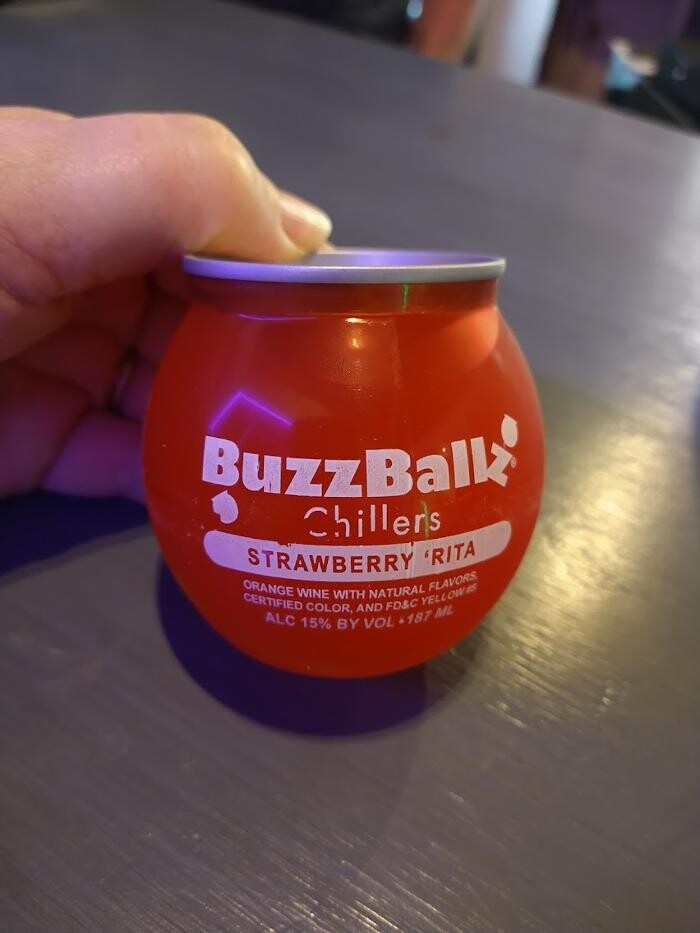 BuzzBallz®
Chillers
STRAWBERRY 'RITA
ORANGE WINE WITH NATURAL FLAVORS,
CERTIFIED COLOR, AND FD&C YELLOW #5
ALC 15% BY VOL • 187 ML